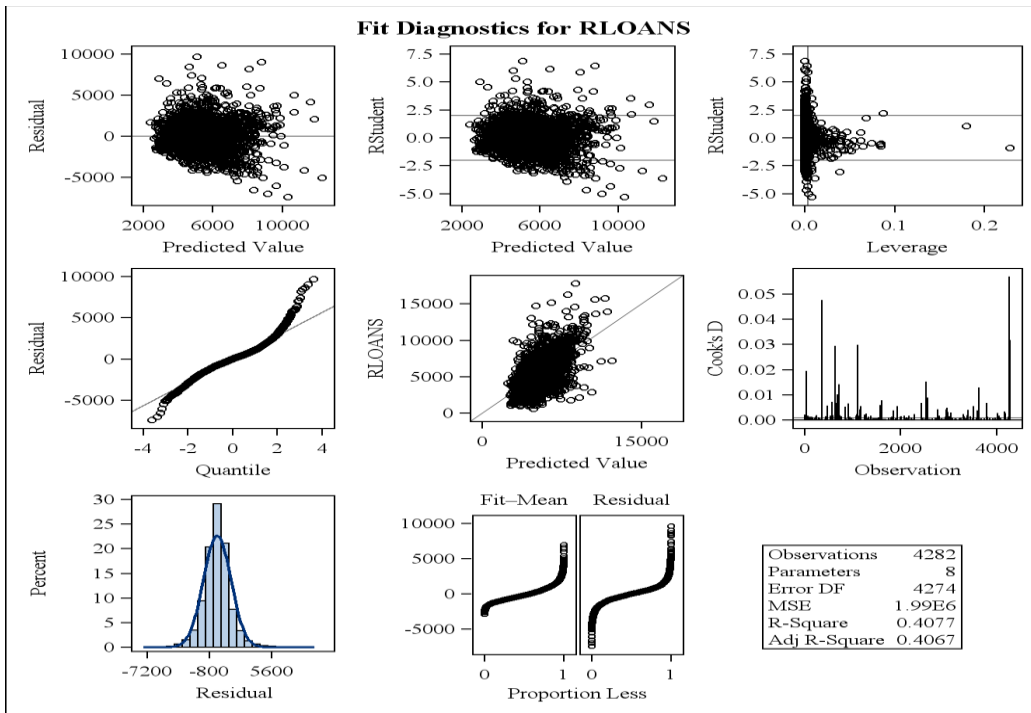 Fit Diagnostics for RLOANS
10000
5000
0
-5000
Residual
2000 6000 10000
Predicted Value
7.5
5.0
2.5
0.0
-2.5
-5.0
RStudent
2000 6000 10000
Predicted Value
7.5
5.0
2.5
0.0
-2.5
-5.0
RStudent
0.0 0.1 0.2
Leverage
10000
5000
0
-5000
Residual
-4 -2 0 2 4
Quantile
15000
10000
5000
0
RLOANS
0 15000
Predicted Value
0.05
0.04
0.03
0.02
0.01
0.00
Cook's D
0 2000 4000
Observation
30
25
20
15
10
5
0
Percent
-7200 -800 5600
Residual
Fit–Mean Residual
10000
5000
0
-5000
0 1 0 1
Proportion Less
Observations 4282
Parameters 8
Error DF 4274
MSE 1.99E6
R-Square 0.4077
Adj R-Square 0.4067